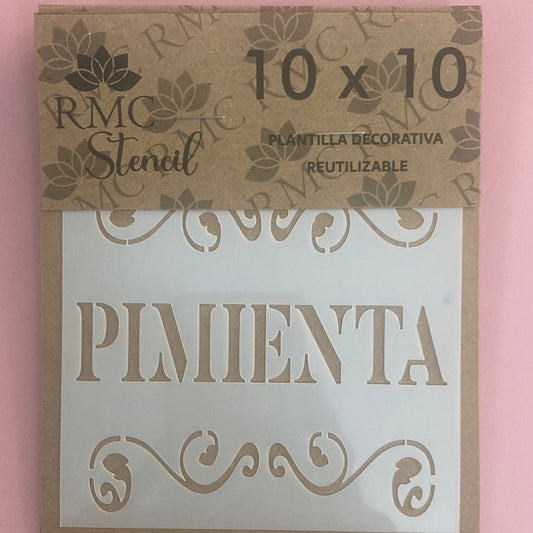 RMC
Stencil
10 x 10
PLANTILLA DECORATIVA
REUTILIZABLE
PIMIENTA